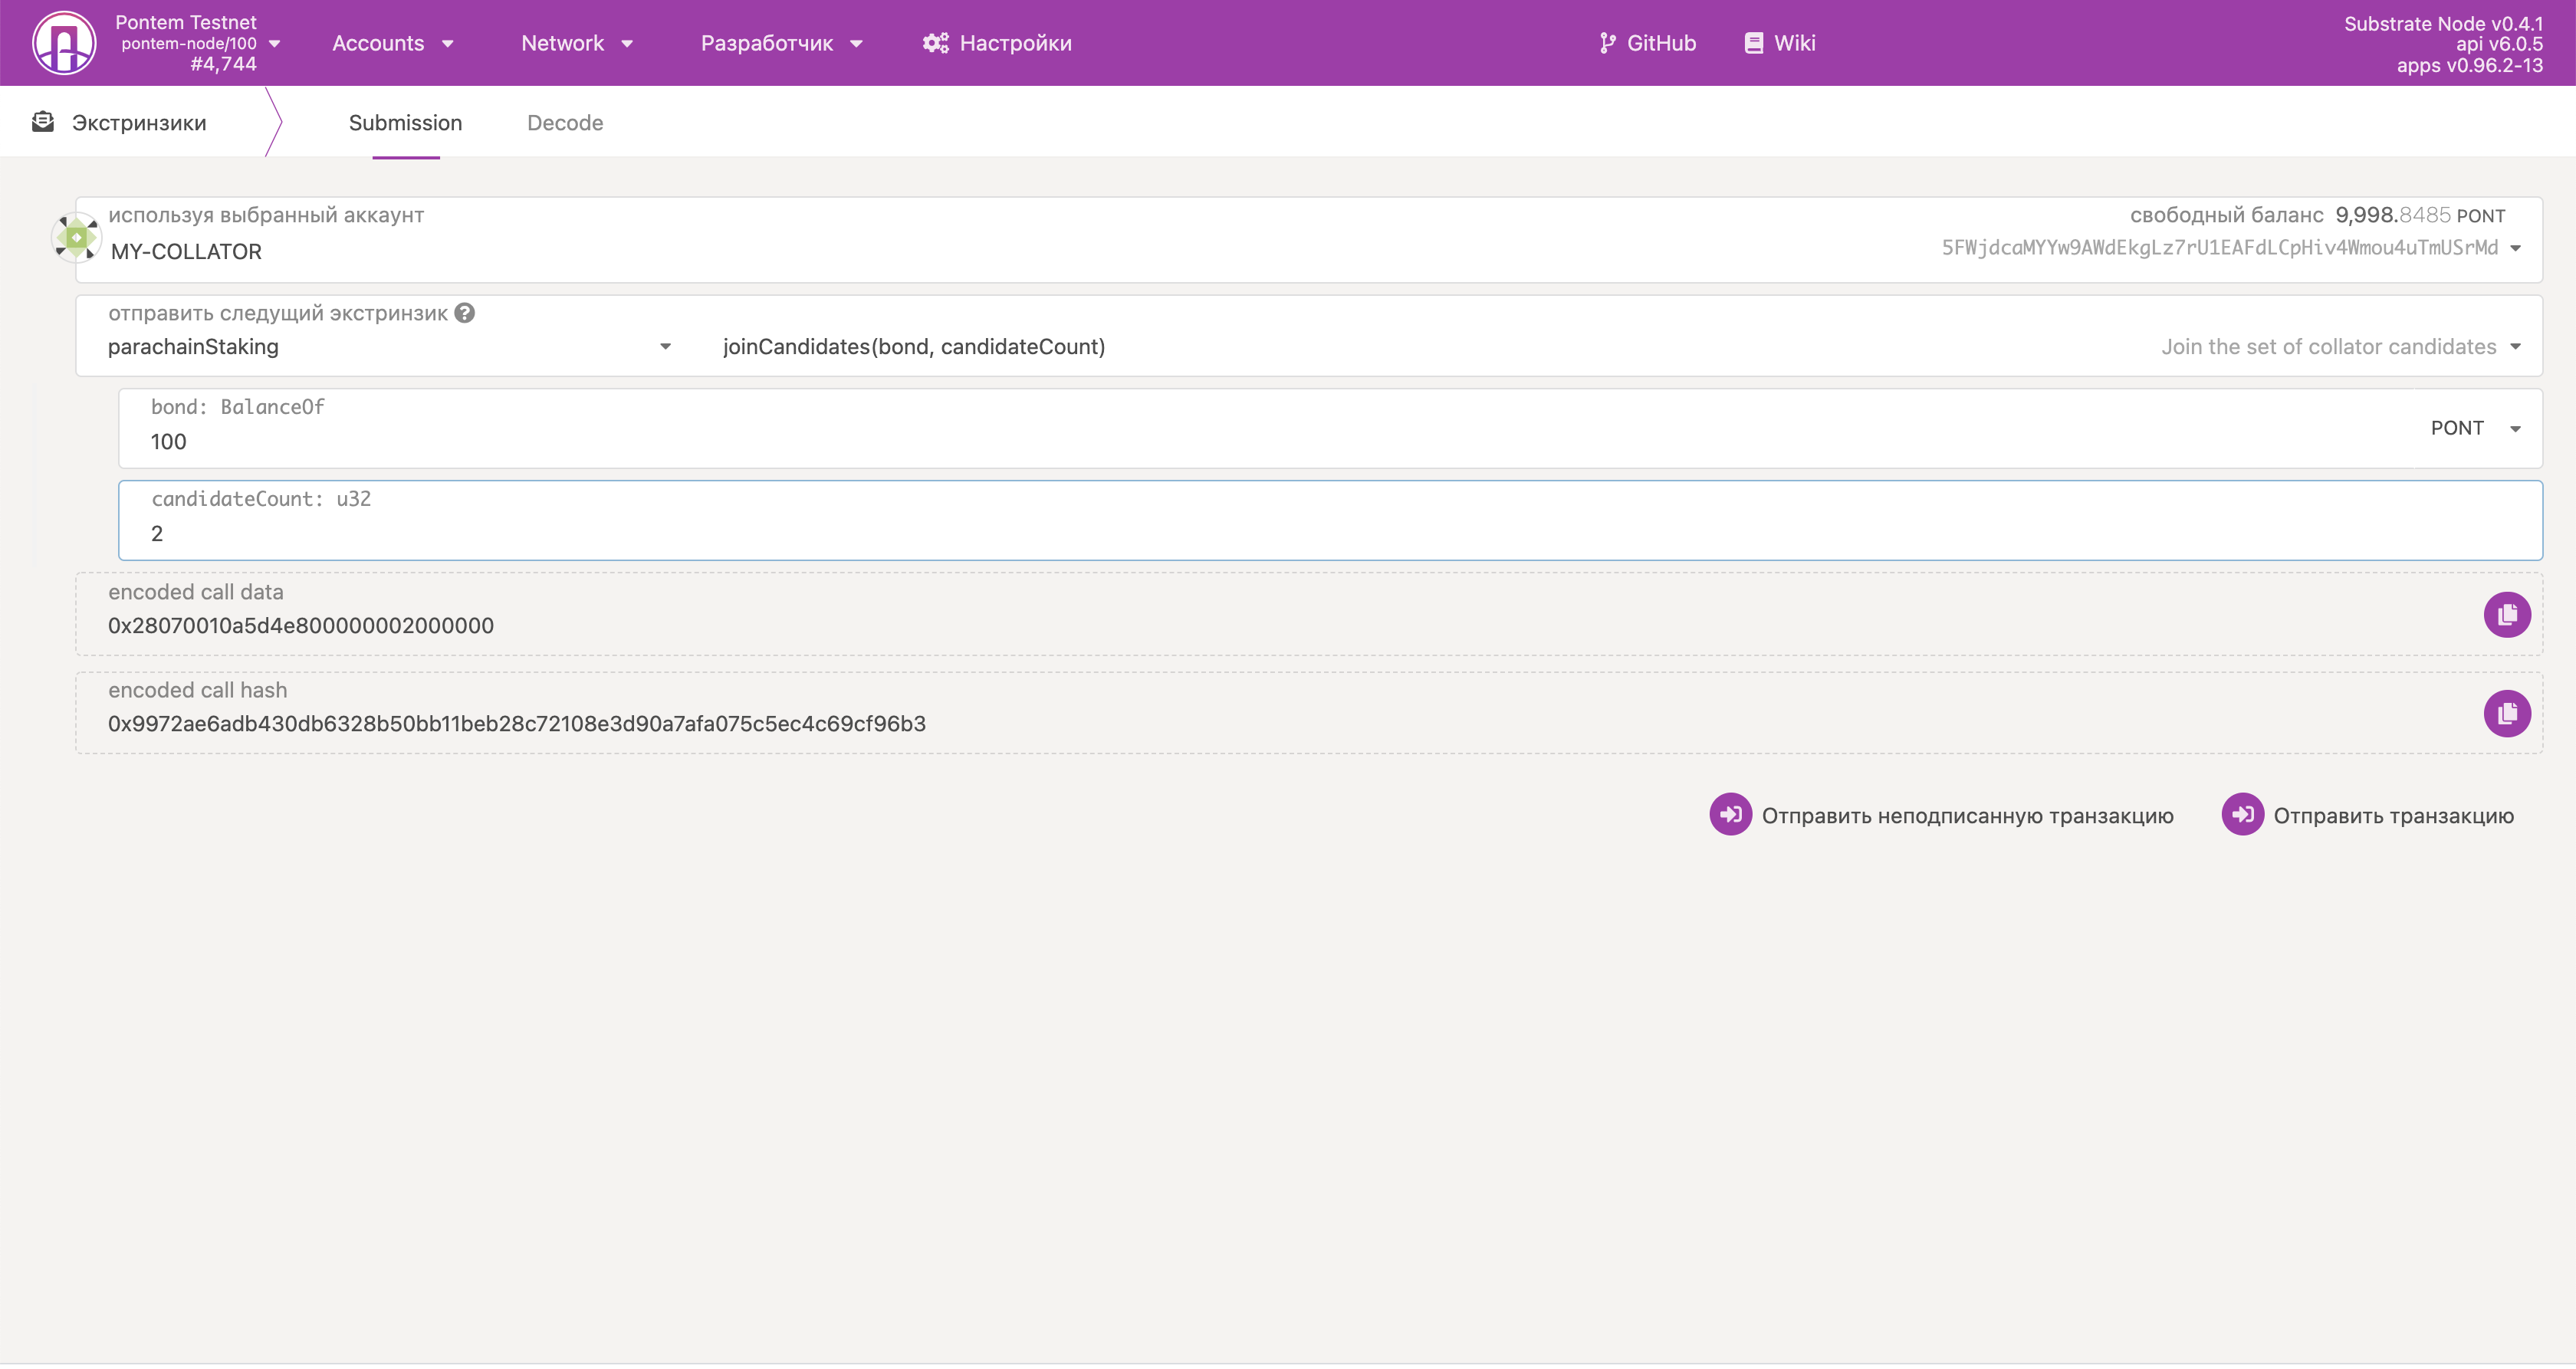 Pontem Testnet
pontem-node/100
#4,744
Accounts
Network
Разработчик
Настройки
GitHub
Wiki
Substrate Node v0.4.1
api v6.0.5
apps v0.96.2-13
Экстринзики
Submission
Decode
используя выбранный аккаунт
MY-COLLATOR
свободный баланс 9,998.8485 PONT
5FWjdcaMYYw9AWdEkgLz7rU1EAFdLCpHiv4Wmou4uTmUSrMd
отправить следущий экстринзик
parachainStaking
joinCandidates(bond, candidateCount)
Join the set of collator candidates
bond: BalanceOf
100
PONT
candidateCount: u32
2
encoded call data
0x28070010a5d4e800000002000000
encoded call hash
0x9972ae6adb430db6328b50bb11beb28c72108e3d90a7afa075c5ec4c69cf96b3
Отправить неподписанную транзакцию
Отправить транзакцию